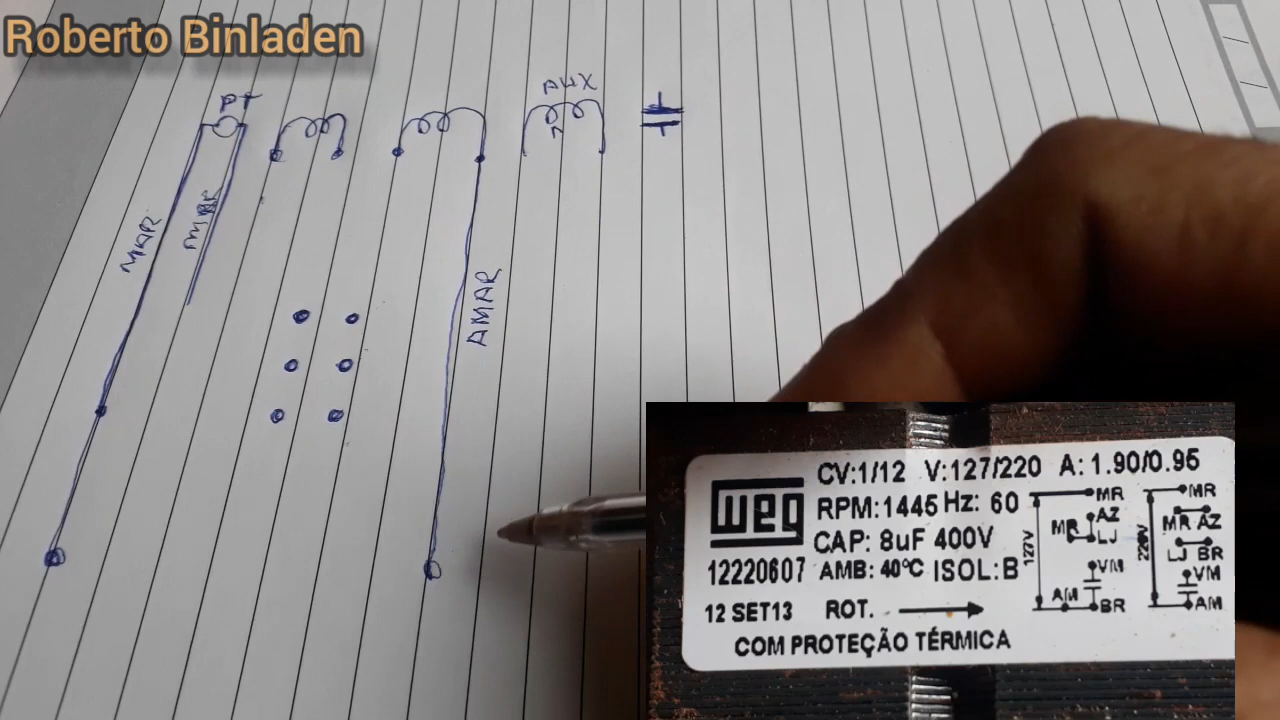 Roberto Binladen
PT
AUX
MAR
MAR
AMAR
CV:1/12 V:127/220 A: 1.90/0.95
WEG
RPM:1445 Hz: 60
CAP: 8uF 400V
12220607 AMB: 40°C ISOL:B
12 SET13 ROT.
COM PROTEÇÃO TÉRMICA
127V
MR
MR AZ
LJ
VM
AM BR
220V
MR
MR AZ
LJ BR
VM
AM